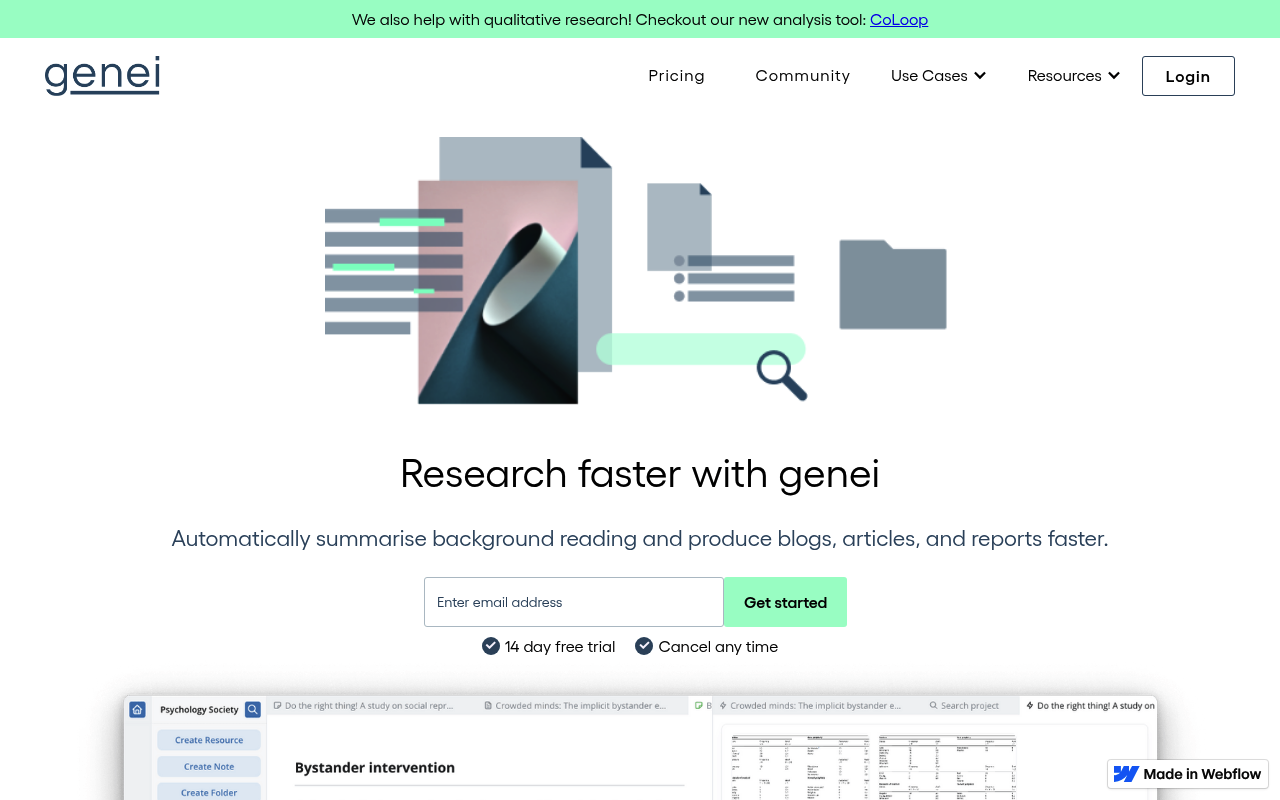 We also help with qualitative research! Checkout our new analysis tool: CoLoop
genei
Pricing
Community
Use Cases
Resources
Login
Research faster with genei
Automatically summarise background reading and produce blogs, articles, and reports faster.
Enter email address
Get started
14 day free trial
Cancel any time
Psychology Society
Do the right thing! A study on social repr...
Crowded minds: The implicit bystander e...
B
Crowded minds: The implicit bystander e...
Search project
Do the right thing! A study on
Create Resource
Create Note
Create Folder
Bystander intervention
Made in Webflow